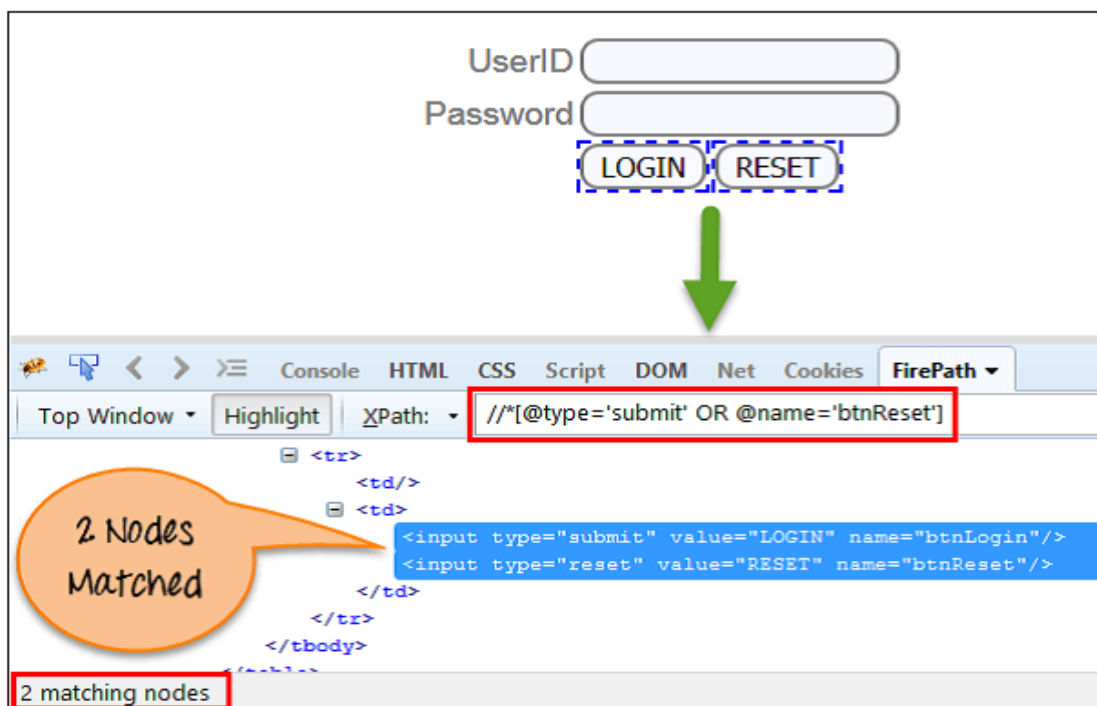 UserID
Password
LOGIN RESET
Console HTML CSS Script DOM Net Cookies FirePath
Top Window Highlight XPath: //*[@type='submit' OR @name='btnReset']
<tr>
<td/>
<td>
2 Nodes
Matched
<input type="submit" value="LOGIN" name="btnLogin"/>
<input type="reset" value="RESET" name="btnReset"/>
</td>
</tr>
</tbody>
</table>
2 matching nodes